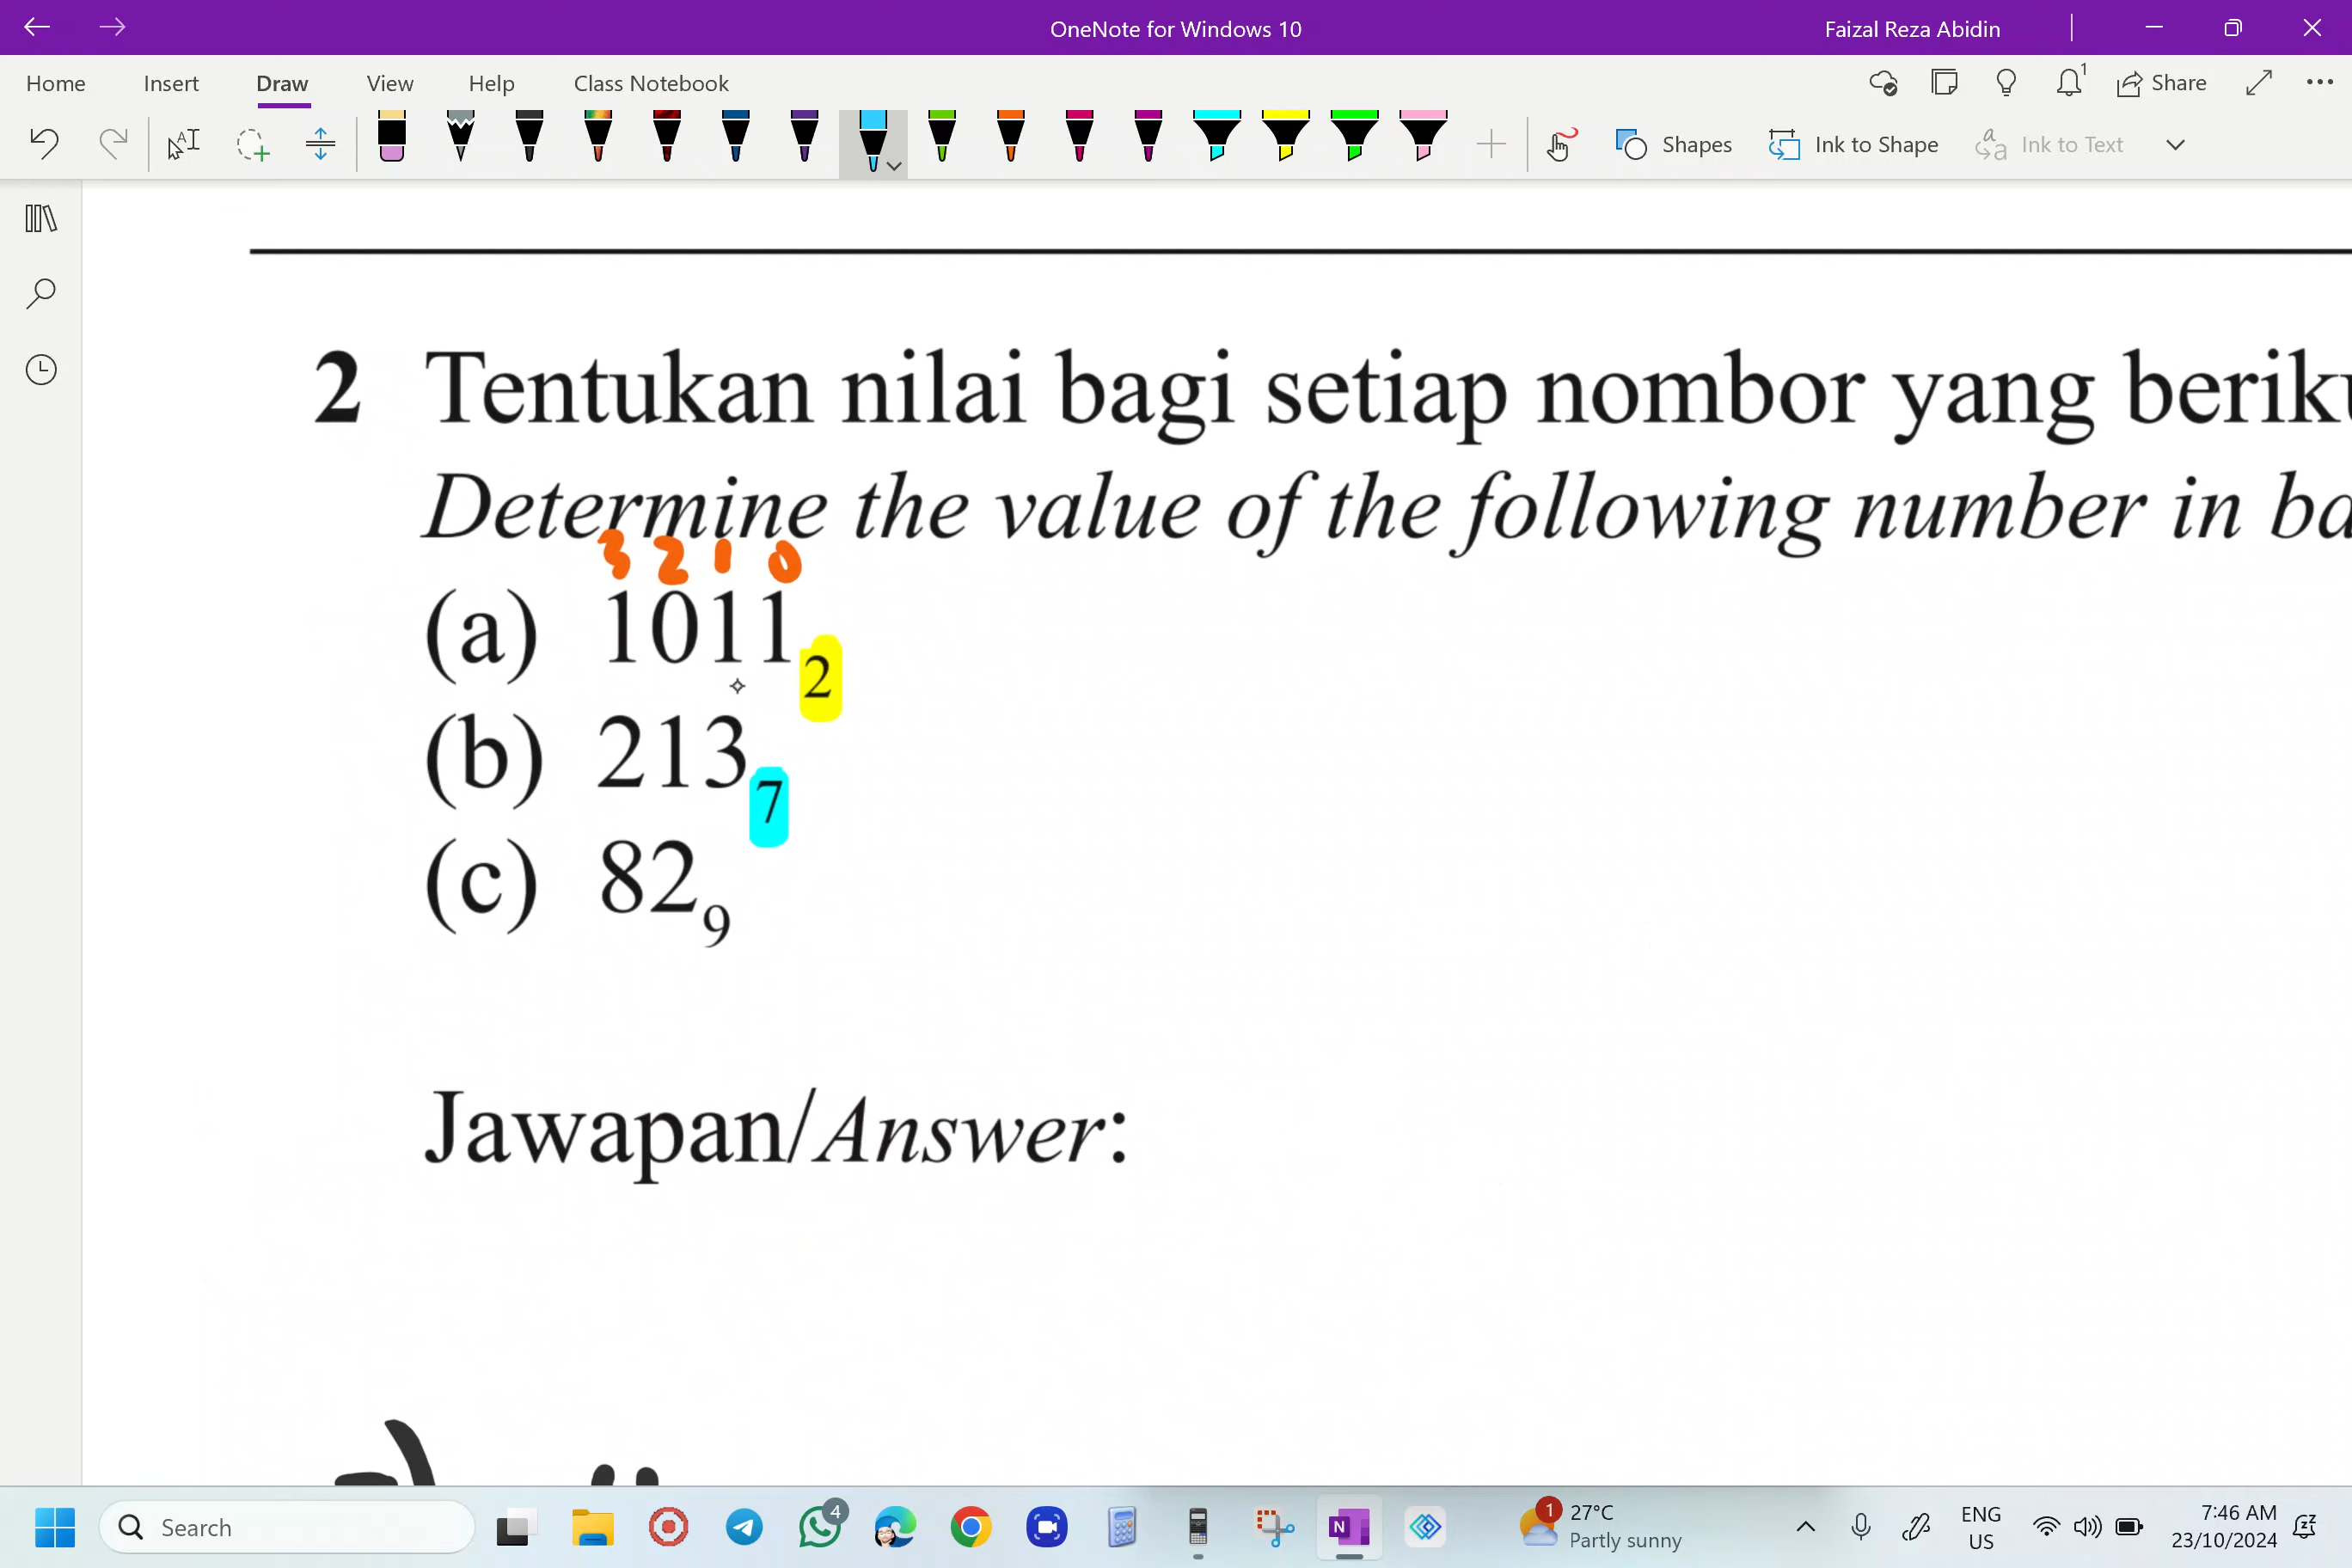 OneNote for Windows 10 Faizal Reza Abidin
Home Insert Draw View Help Class Notebook 1 Share
Shapes Ink to Shape Ink to Text
2 Tentukan nilai bagi setiap nombor yang
Determine the value of the following number in
3 2 1 0
(a) 1011₂
(b) 213₇
(c) 82₉
Jawapan/Answer:
Search 4 1 27°C Partly sunny ENG US 7:46 AM 23/10/2024